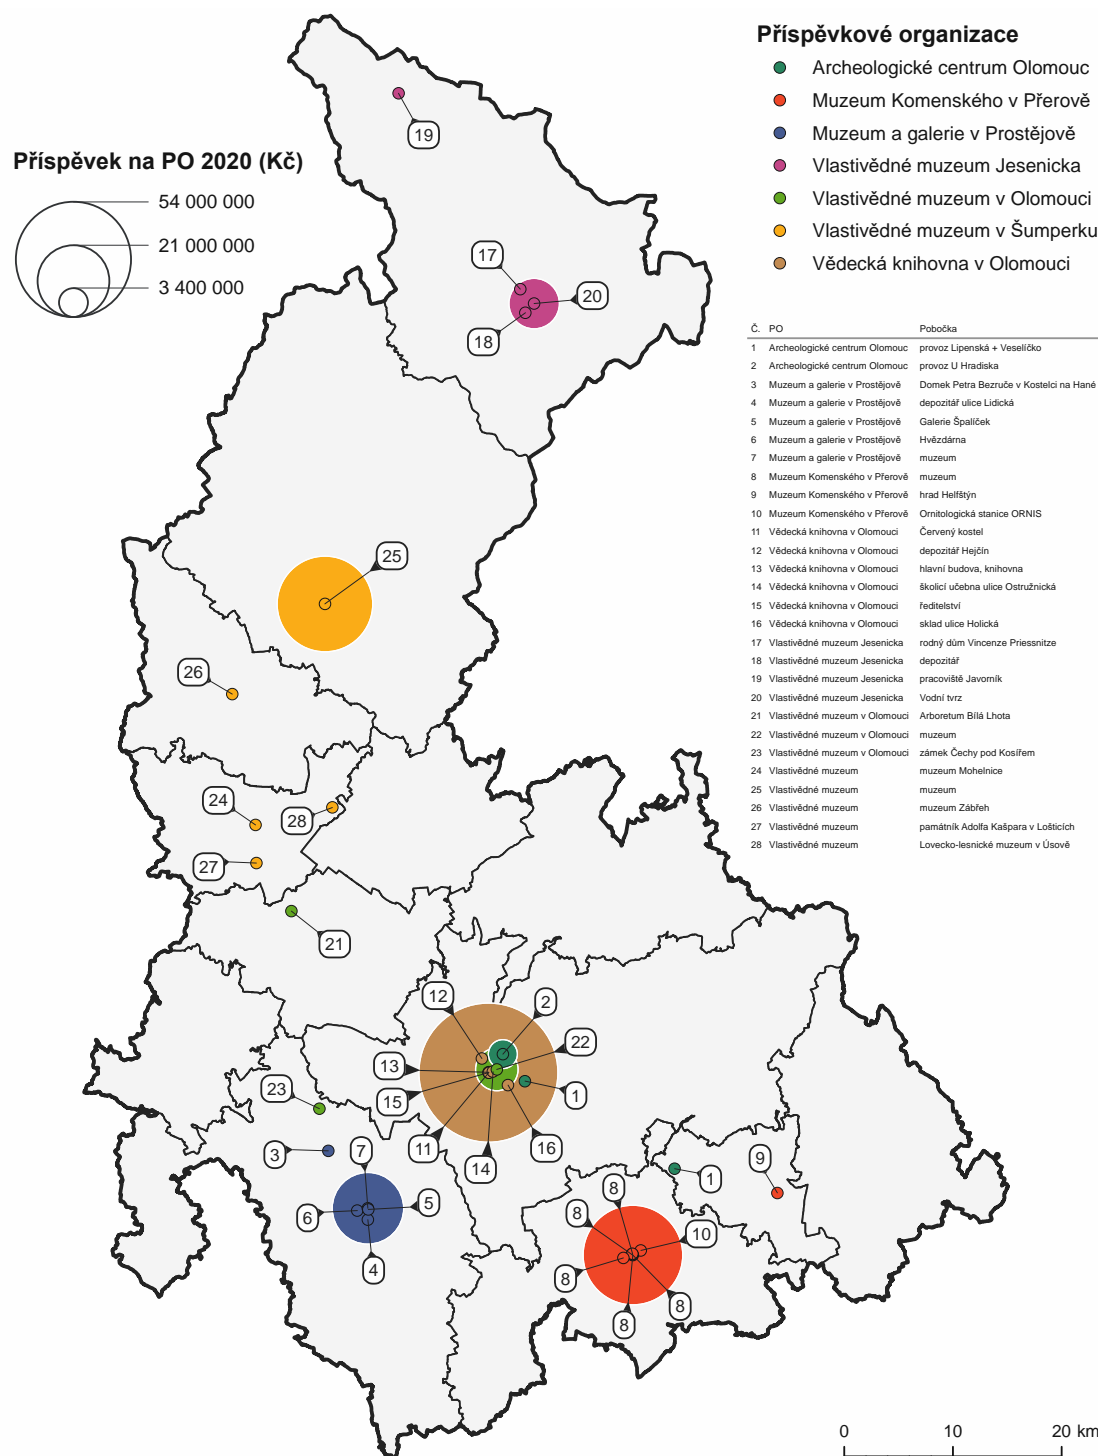 Příspěvkové organizace
Archeologické centrum Olomouc
Muzeum Komenského v Přerově
Muzeum a galerie v Prostějově
Vlastivědné muzeum Jesenicka
Vlastivědné muzeum v Olomouci
Vlastivědné muzeum v Šumperku
Vědecká knihovna v Olomouci
Příspěvek na PO 2020 (Kč)
54 000 000
21 000 000
3 400 000
Č. PO Pobočka
1 Archeologické centrum Olomouc provoz Lipenská + Veselíčko
2 Archeologické centrum Olomouc provoz U Hradiska
3 Muzeum a galerie v Prostějově Domek Petra Bezruče v Kostelci na Hané
4 Muzeum a galerie v Prostějově depozitář ulice Lidická
5 Muzeum a galerie v Prostějově Galerie Špalíček
6 Muzeum a galerie v Prostějově Hvězdárna
7 Muzeum a galerie v Prostějově muzeum
8 Muzeum Komenského v Přerově muzeum
9 Muzeum Komenského v Přerově hrad Helfštýn
10 Muzeum Komenského v Přerově Ornitologická stanice ORNIS
11 Vědecká knihovna v Olomouci Červený kostel
12 Vědecká knihovna v Olomouci depozitář Hejčín
13 Vědecká knihovna v Olomouci hlavní budova, knihovna
14 Vědecká knihovna v Olomouci školicí učebna ulice Ostružnická
15 Vědecká knihovna v Olomouci ředitelství
16 Vědecká knihovna v Olomouci sklad ulice Holická
17 Vlastivědné muzeum Jesenicka rodný dům Vincenze Priessnitze
18 Vlastivědné muzeum Jesenicka depozitář
19 Vlastivědné muzeum Jesenicka pracoviště Javorník
20 Vlastivědné muzeum Jesenicka Vodní tvrz
21 Vlastivědné muzeum v Olomouci Arboretum Bílá Lhota
22 Vlastivědné muzeum v Olomouci muzeum
23 Vlastivědné muzeum v Olomouci zámek Čechy pod Kosířem
24 Vlastivědné muzeum muzeum Mohelnice
25 Vlastivědné muzeum muzeum
26 Vlastivědné muzeum muzeum Zábřeh
27 Vlastivědné muzeum památník Adolfa Kašpara v Lošticích
28 Vlastivědné muzeum Lovecko-lesnické muzeum v Úsově
19
17
20
18
25
26
24
28
27
21
12
2
13
22
15
23
1
11
16
14
3
7
9
1
8
6
5
8
10
4
8
8
8
0 10 20 km